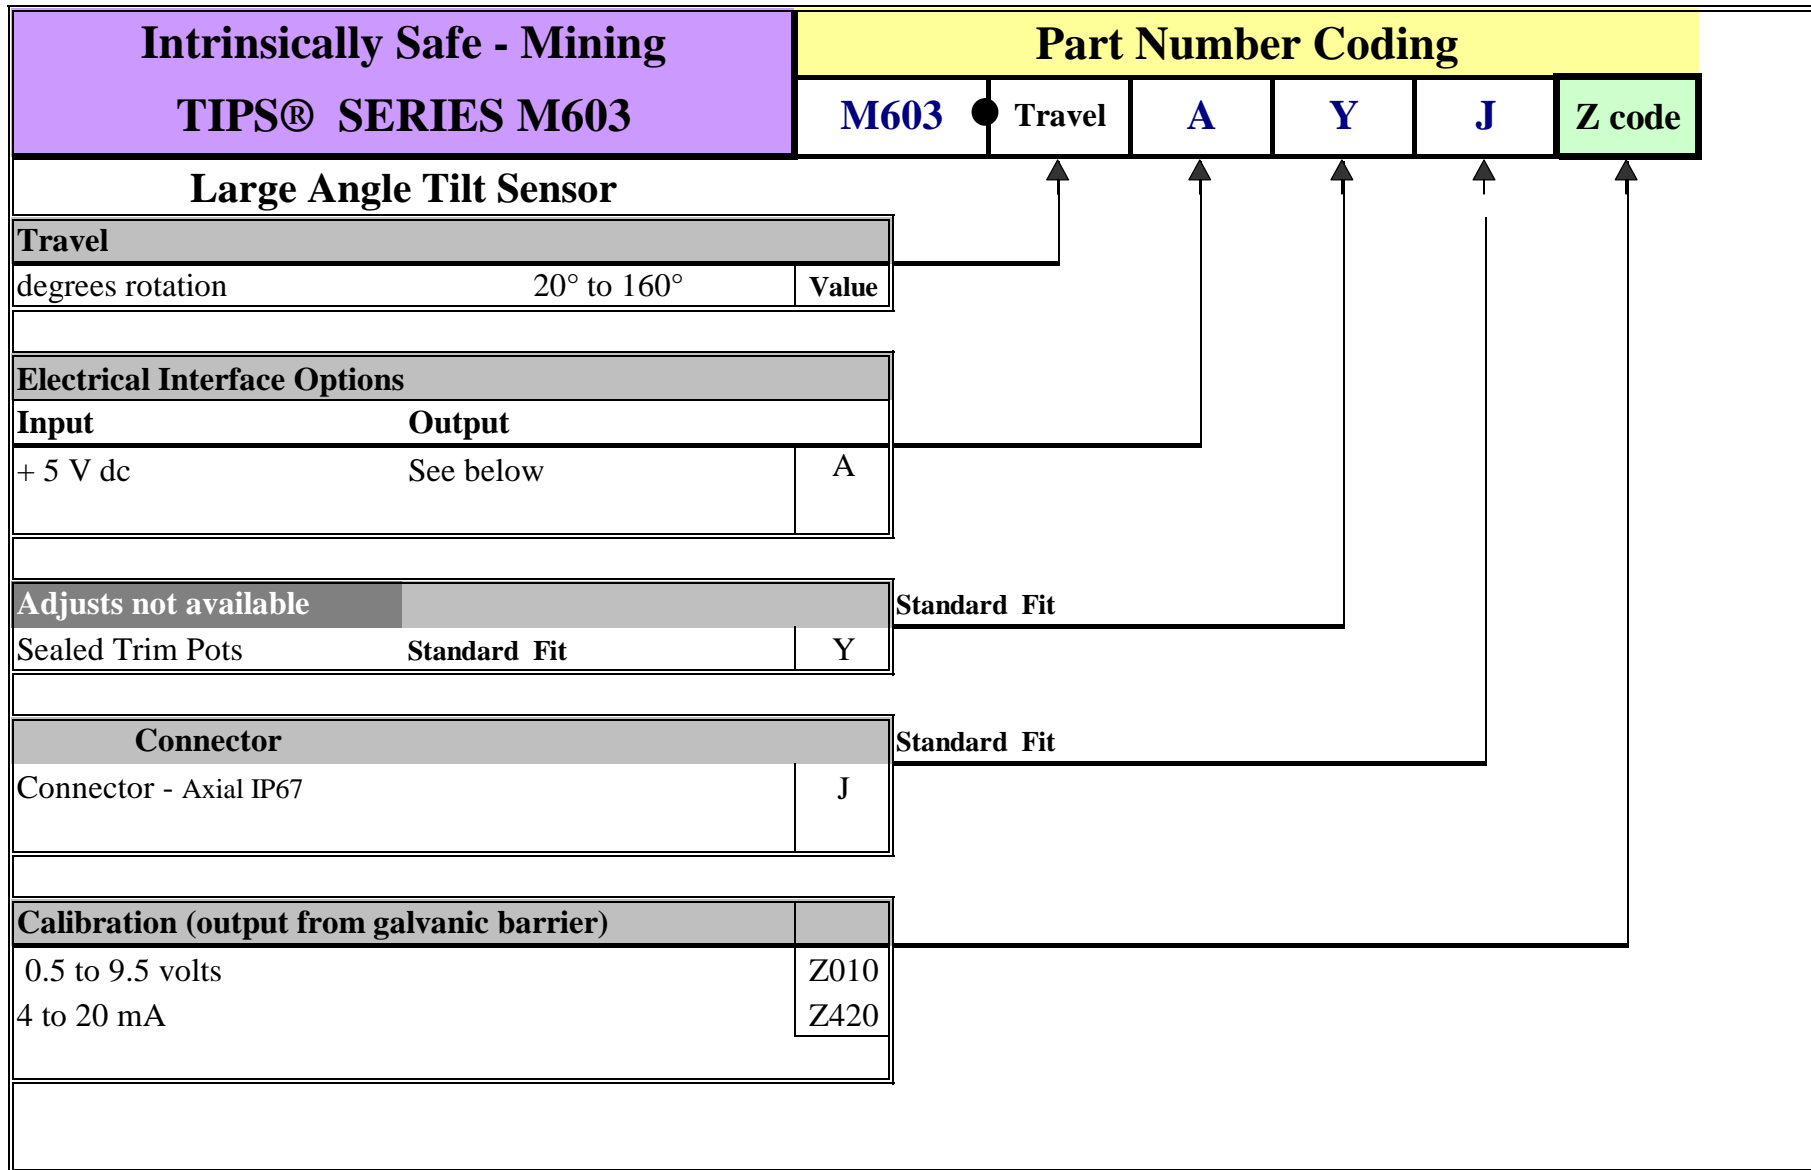 Intrinsically Safe - Mining
Part Number Coding
TIPS® SERIES M603
M603 ● Travel A Y J Z code
Large Angle Tilt Sensor
Travel
degrees rotation 20° to 160° Value
Electrical Interface Options
Input Output
+ 5 V dc See below A
Adjusts not available Standard Fit
Sealed Trim Pots Standard Fit Y
Connector Standard Fit
Connector - Axial IP67 J
Calibration (output from galvanic barrier)
0.5 to 9.5 volts Z010
4 to 20 mA Z420